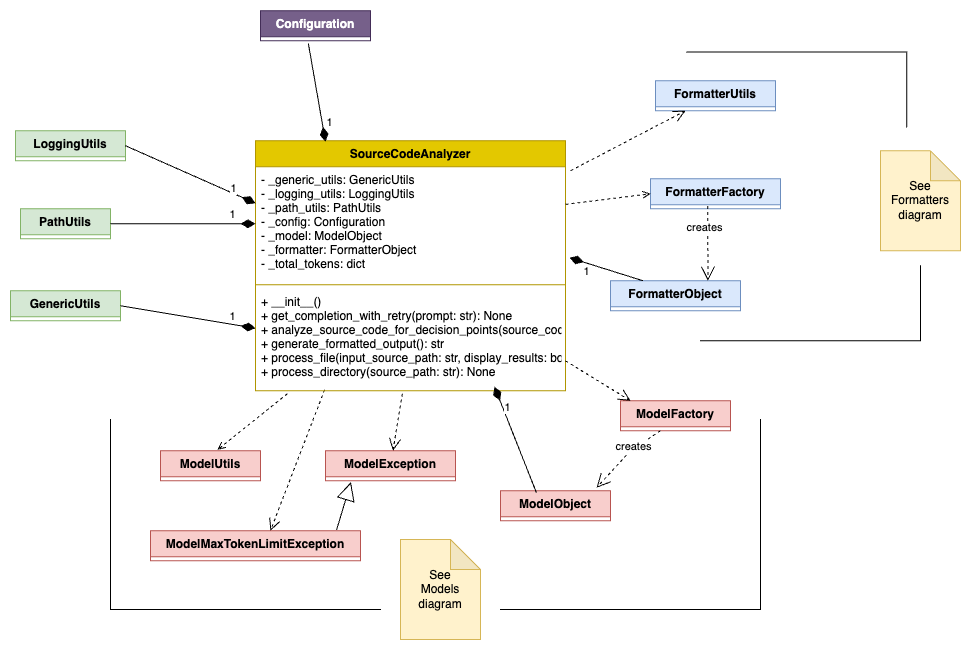 Configuration
1
FormatterUtils
LoggingUtils
1
SourceCodeAnalyzer
- _generic_utils: GenericUtils
- _logging_utils: LoggingUtils
- _path_utils: PathUtils
- _config: Configuration
- _model: ModelObject
- _formatter: FormatterObject
- _total_tokens: dict
FormatterFactory
creates
See
Formatters
diagram
PathUtils
1
1
FormatterObject
GenericUtils
1
+ __init__()
+ get_completion_with_retry(prompt: str): None
+ analyze_source_code_for_decision_points(source_coc
+ generate_formatted_output(): str
+ process_file(input_source_path: str, display_results: bc
+ process_directory(source_path: str): None
1
ModelFactory
creates
ModelUtils
ModelException
ModelObject
ModelMaxTokenLimitException
See
Models
diagram